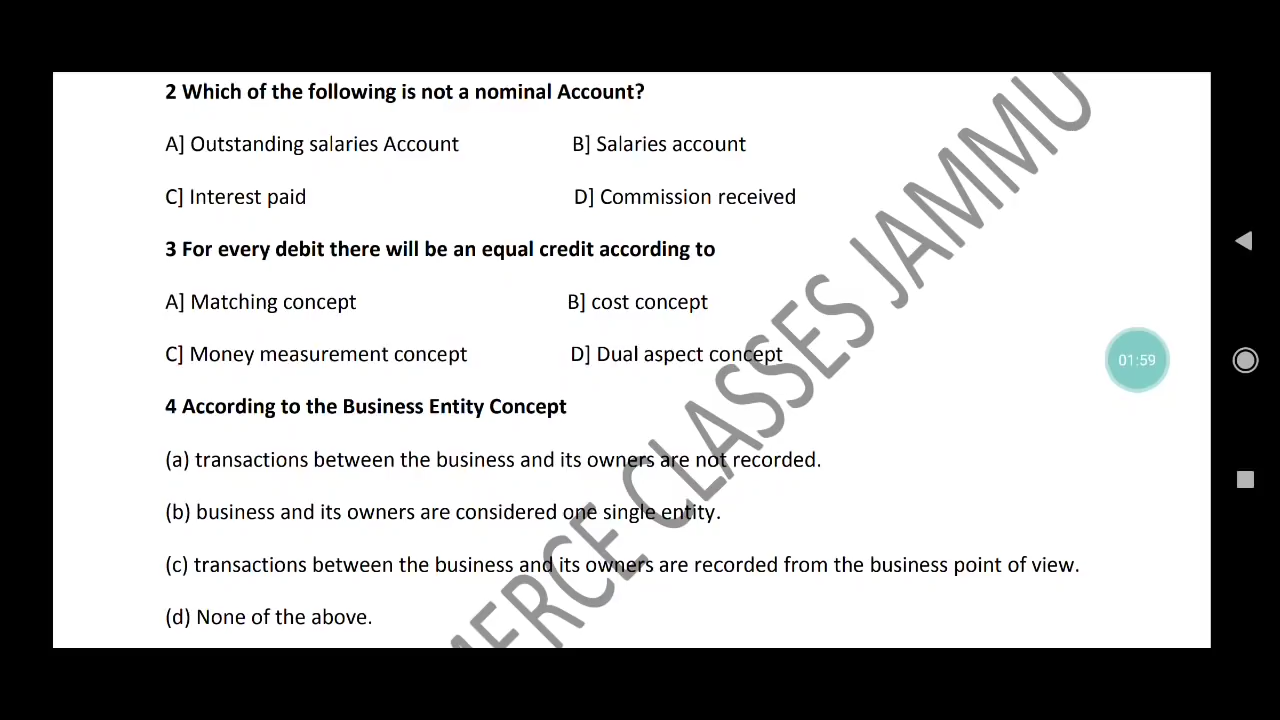 2 Which of the following is not a nominal Account?
A] Outstanding salaries Account B] Salaries account
C] Interest paid D] Commission received
3 For every debit there will be an equal credit according to
A] Matching concept B] cost concept
C] Money measurement concept D] Dual aspect concept
01:59
4 According to the Business Entity Concept
(a) transactions between the business and its owners are not recorded.
(b) business and its owners are considered one single entity.
(c) transactions between the business and its owners are recorded from the business point of view.
(d) None of the above.
CLASSES JAMMU